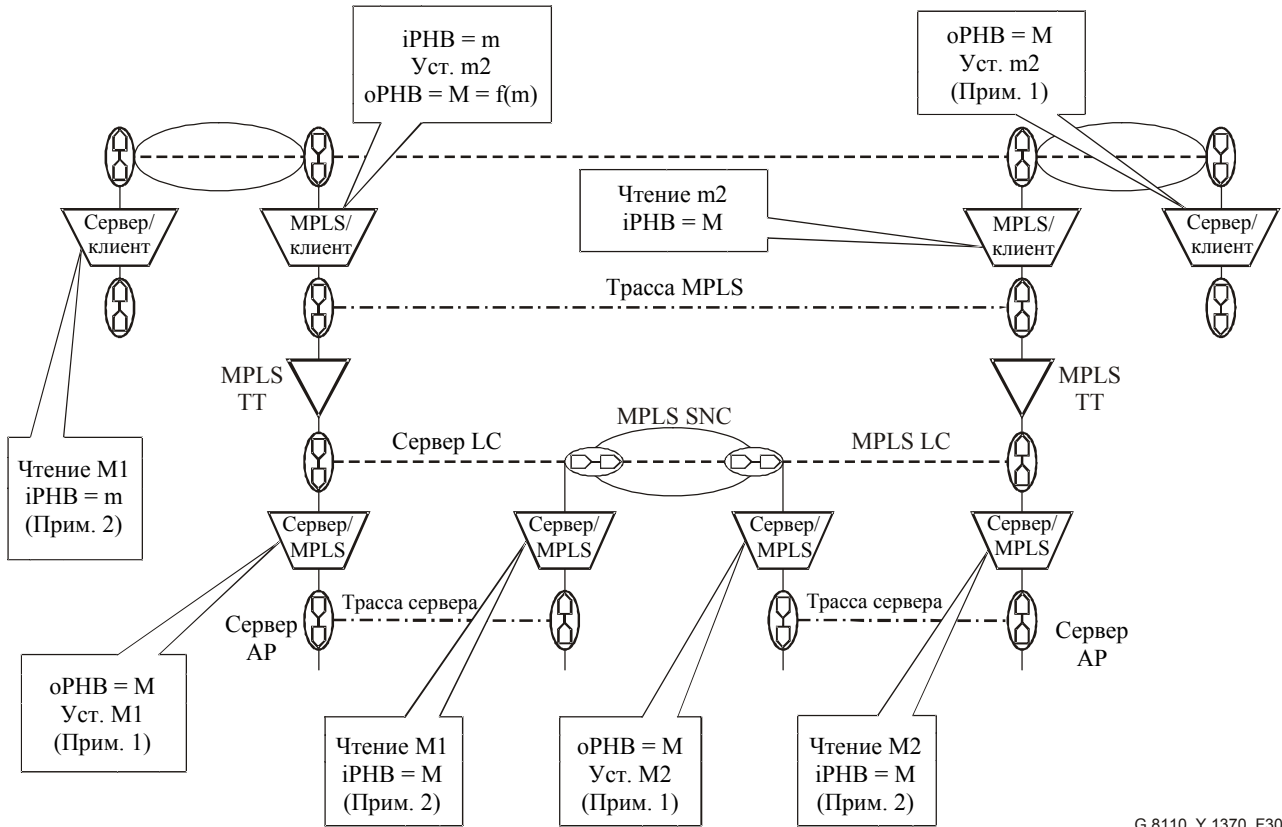 iPHB = m
Уст. m2
oPHB = M = f(m)
oPHB = M
Уст. m2
(Прим. 1)
Чтение m2
iPHB = M
Сервер/
клиент
MPLS/
клиент
MPLS/
клиент
Сервер/
клиент
Трасса MPLS
MPLS
TT
MPLS
TT
MPLS SNC
Сервер LC
MPLS LC
Чтение M1
iPHB = m
(Прим. 2)
Сервер/
MPLS
Сервер/
MPLS
Сервер/
MPLS
Сервер/
MPLS
Трасса сервера
Трасса сервера
Сервер
AP
Сервер
AP
oPHB = M
Уст. M1
(Прим. 1)
Чтение M1
iPHB = M
(Прим. 2)
oPHB = M
Уст. M2
(Прим. 1)
Чтение M2
iPHB = M
(Прим. 2)
G.8110_Y.1370_F30